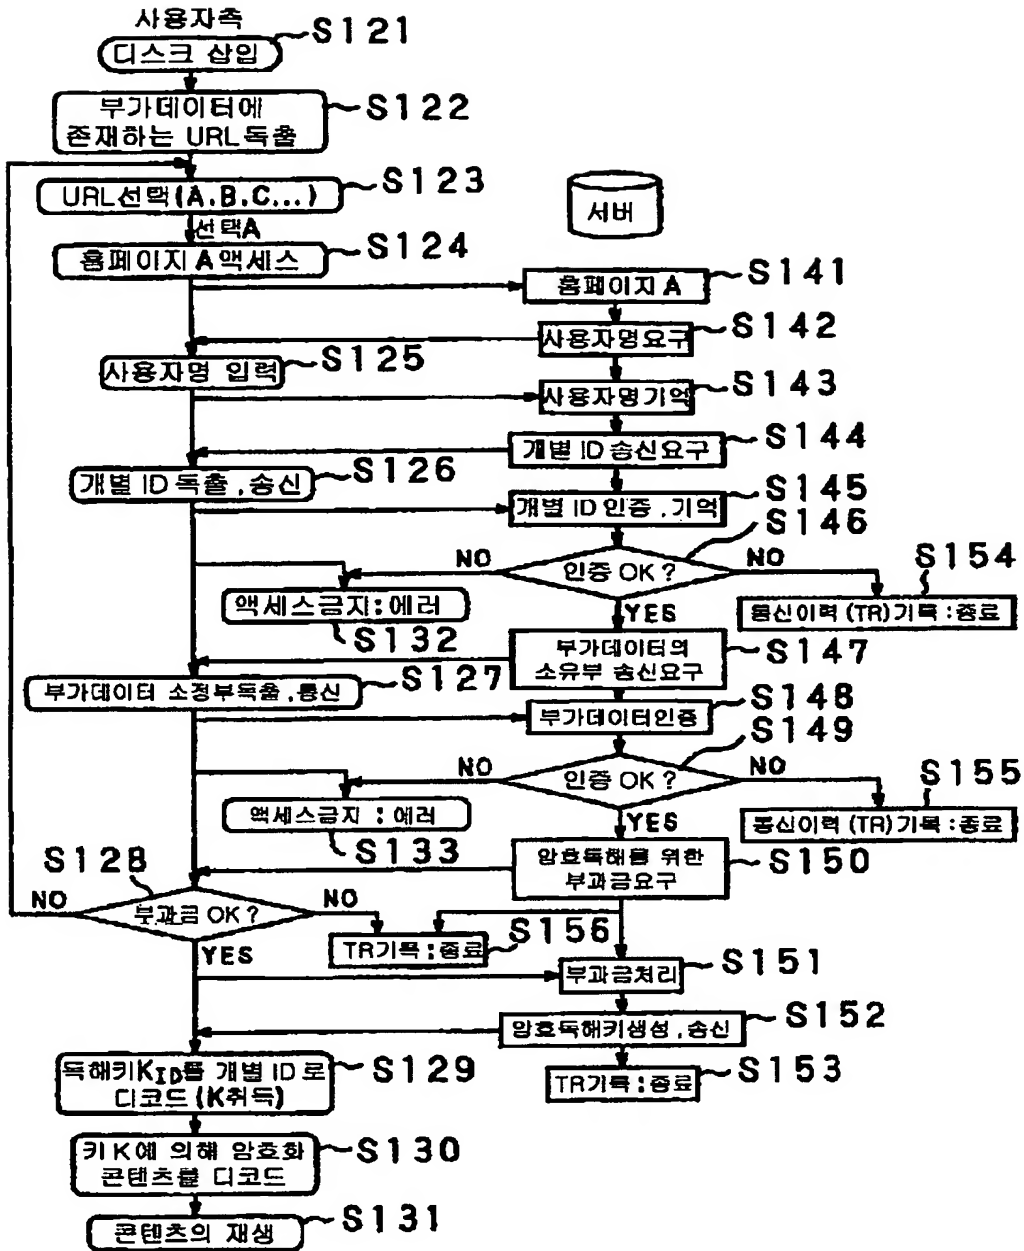 사용자측
디스크 삽입
S121
부가데이터에
존재하는 URL 독출
S122
URL선택(A.B.C...)
S123
선택A
홈페이지 A 액세스
S124
서버
홈페이지 A
S141
사용자명요구
S142
사용자명 입력
S125
사용자명기억
S143
개별 ID 송신요구
S144
개별 ID 독출 , 송신
S126
개별 ID 인증 , 기억
S145
인증 OK ?
S146
NO
NO
YES
액세스금지 : 에러
S132
통신이력 (TR) 기록 : 종료
S154
부가데이터의
소유부 송신요구
S147
부가데이터 소정부독출 , 통신
S127
부가데이터인증
S148
인증 OK ?
S149
NO
NO
YES
액세스금지 : 에러
S133
통신이력 (TR) 기록 : 종료
S155
암호독해를 위한
부과금요구
S150
부과금 OK ?
S128
NO
NO
YES
TR기록 : 종료
S156
부과금처리
S151
암호독해키생성 , 송신
S152
TR기록 : 종료
S153
독해키KID를 개별 ID 로
디코드 (K취득)
S129
키 K에 의해 암호화
콘텐츠를 디코드
S130
콘텐츠의 재생
S131